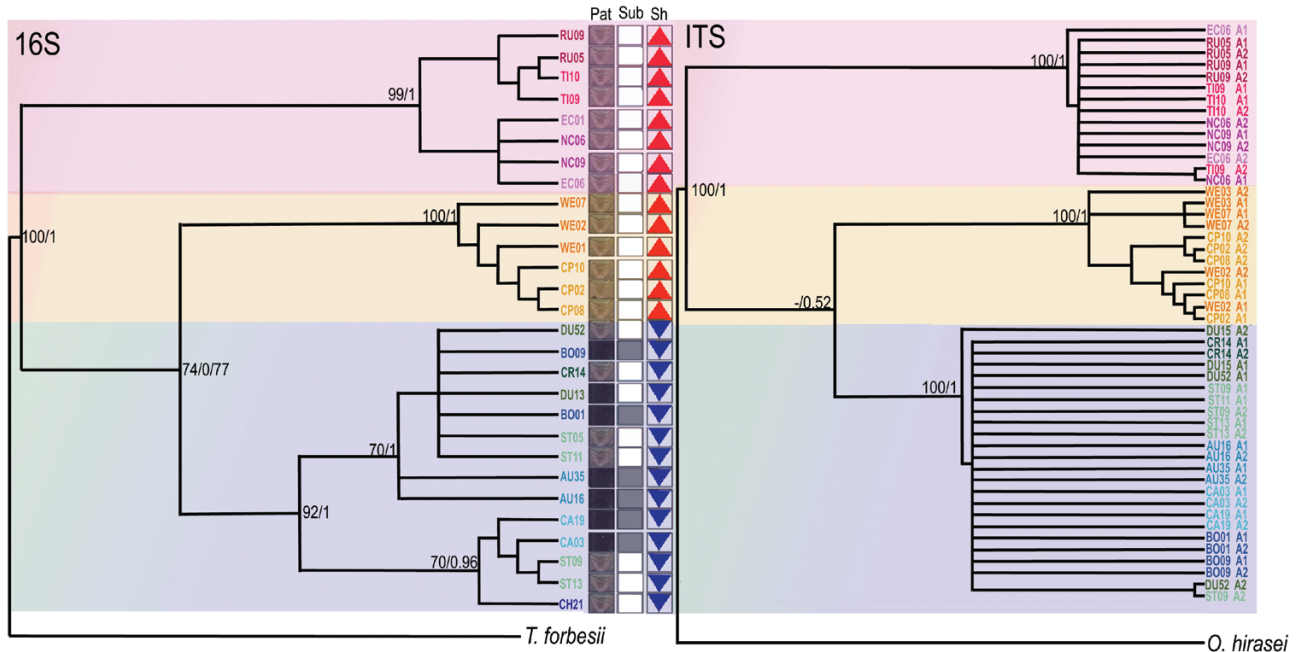 Pat Sub Sh
16S
ITS
RU09
RU05
TI10
TI09
EC01
NC06
NC09
EC06
WE07
WE02
WE01
CP10
CP02
CP08
DU52
BO09
CR14
DU13
BO01
ST05
ST11
AU35
AU16
CA19
CA03
ST09
ST13
CH21
T. forbesii
99/1
100/1
100/1
74/0/77
70/1
92/1
70/0.96
EC06 A1
RU05 A1
RU05 A2
RU09 A1
RU09 A2
TI09 A1
TI10 A1
TI10 A2
NC06 A2
NC09 A1
NC09 A2
EC06 A2
TI09 A2
NC06 A1
WE03 A2
WE03 A1
WE07 A1
WE07 A2
CP10 A2
CP02 A2
CP08 A2
WE02 A2
CP10 A1
CP08 A1
WE02 A1
CP02 A1
DU15 A2
CR14 A1
CR14 A2
DU15 A1
DU52 A1
ST09 A1
ST11 A1
ST09 A2
ST13 A1
ST13 A2
AU16 A1
AU16 A2
AU35 A1
AU35 A2
CA03 A1
CA03 A2
CA19 A1
CA19 A2
BO01 A1
BO01 A2
BO09 A1
BO09 A2
DU52 A2
ST09 A2
O. hirasei
100/1
100/1
100/1
-/0.52
100/1